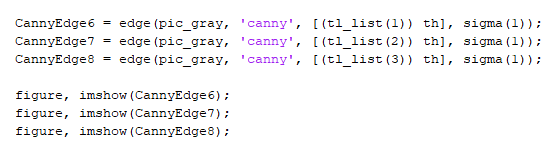 CannyEdge6 = edge(pic_gray, 'canny', [(tl_list(1)) th], sigma(1));
CannyEdge7 = edge(pic_gray, 'canny', [(tl_list(2)) th], sigma(1));
CannyEdge8 = edge(pic_gray, 'canny', [(tl_list(3)) th], sigma(1));
figure, imshow(CannyEdge6);
figure, imshow(CannyEdge7);
figure, imshow(CannyEdge8);